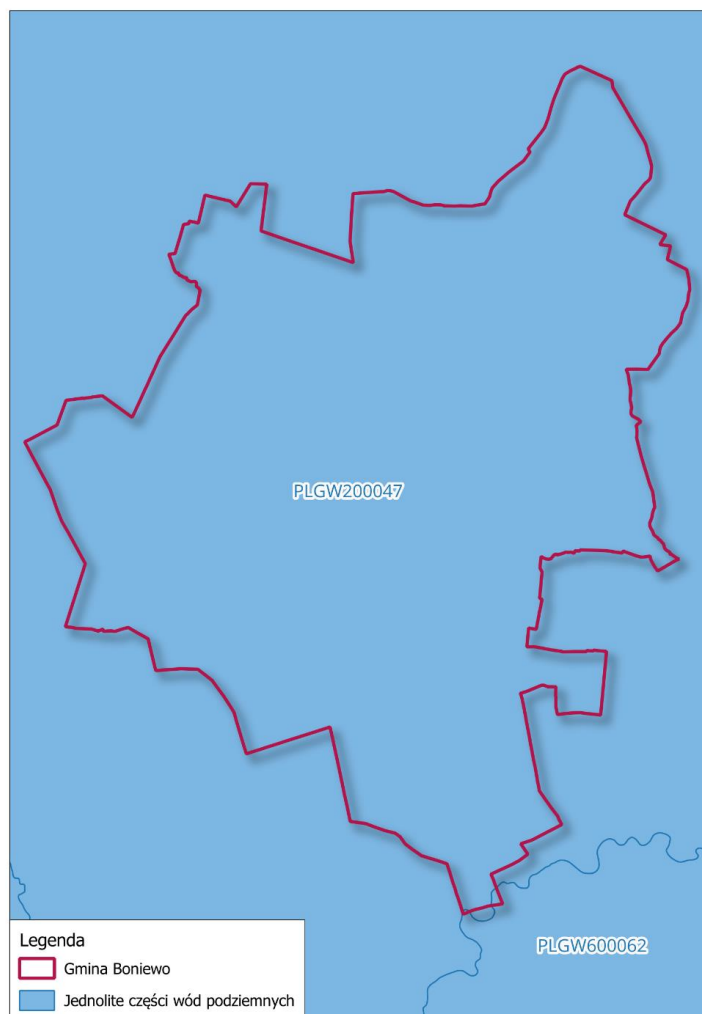 PLGW200047
PLGW600062
Legenda
Gmina Boniewo
Jednolite części wód podziemnych